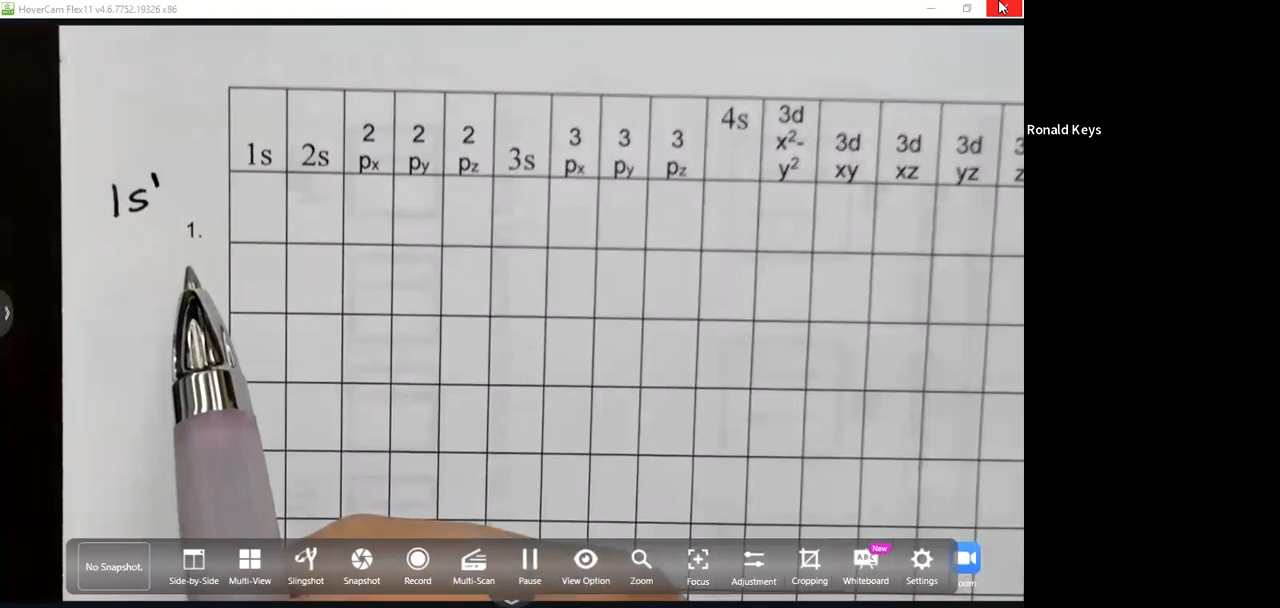 HoverCam Flex11 v4.6.7752.19326 x86
Ronald Keys
1s 2s 2 px 2 py 2 pz 3s 3 px 3 py 3 pz 4s 3d x²-y² 3d xy 3d xz 3d yz 3 z
1s¹
1.
No Snapshot.
Side-by-Side Multi-View Slingshot Snapshot Record Multi-Scan Pause View Option Zoom Focus Adjustment Cropping Whiteboard Settings
New
ABC